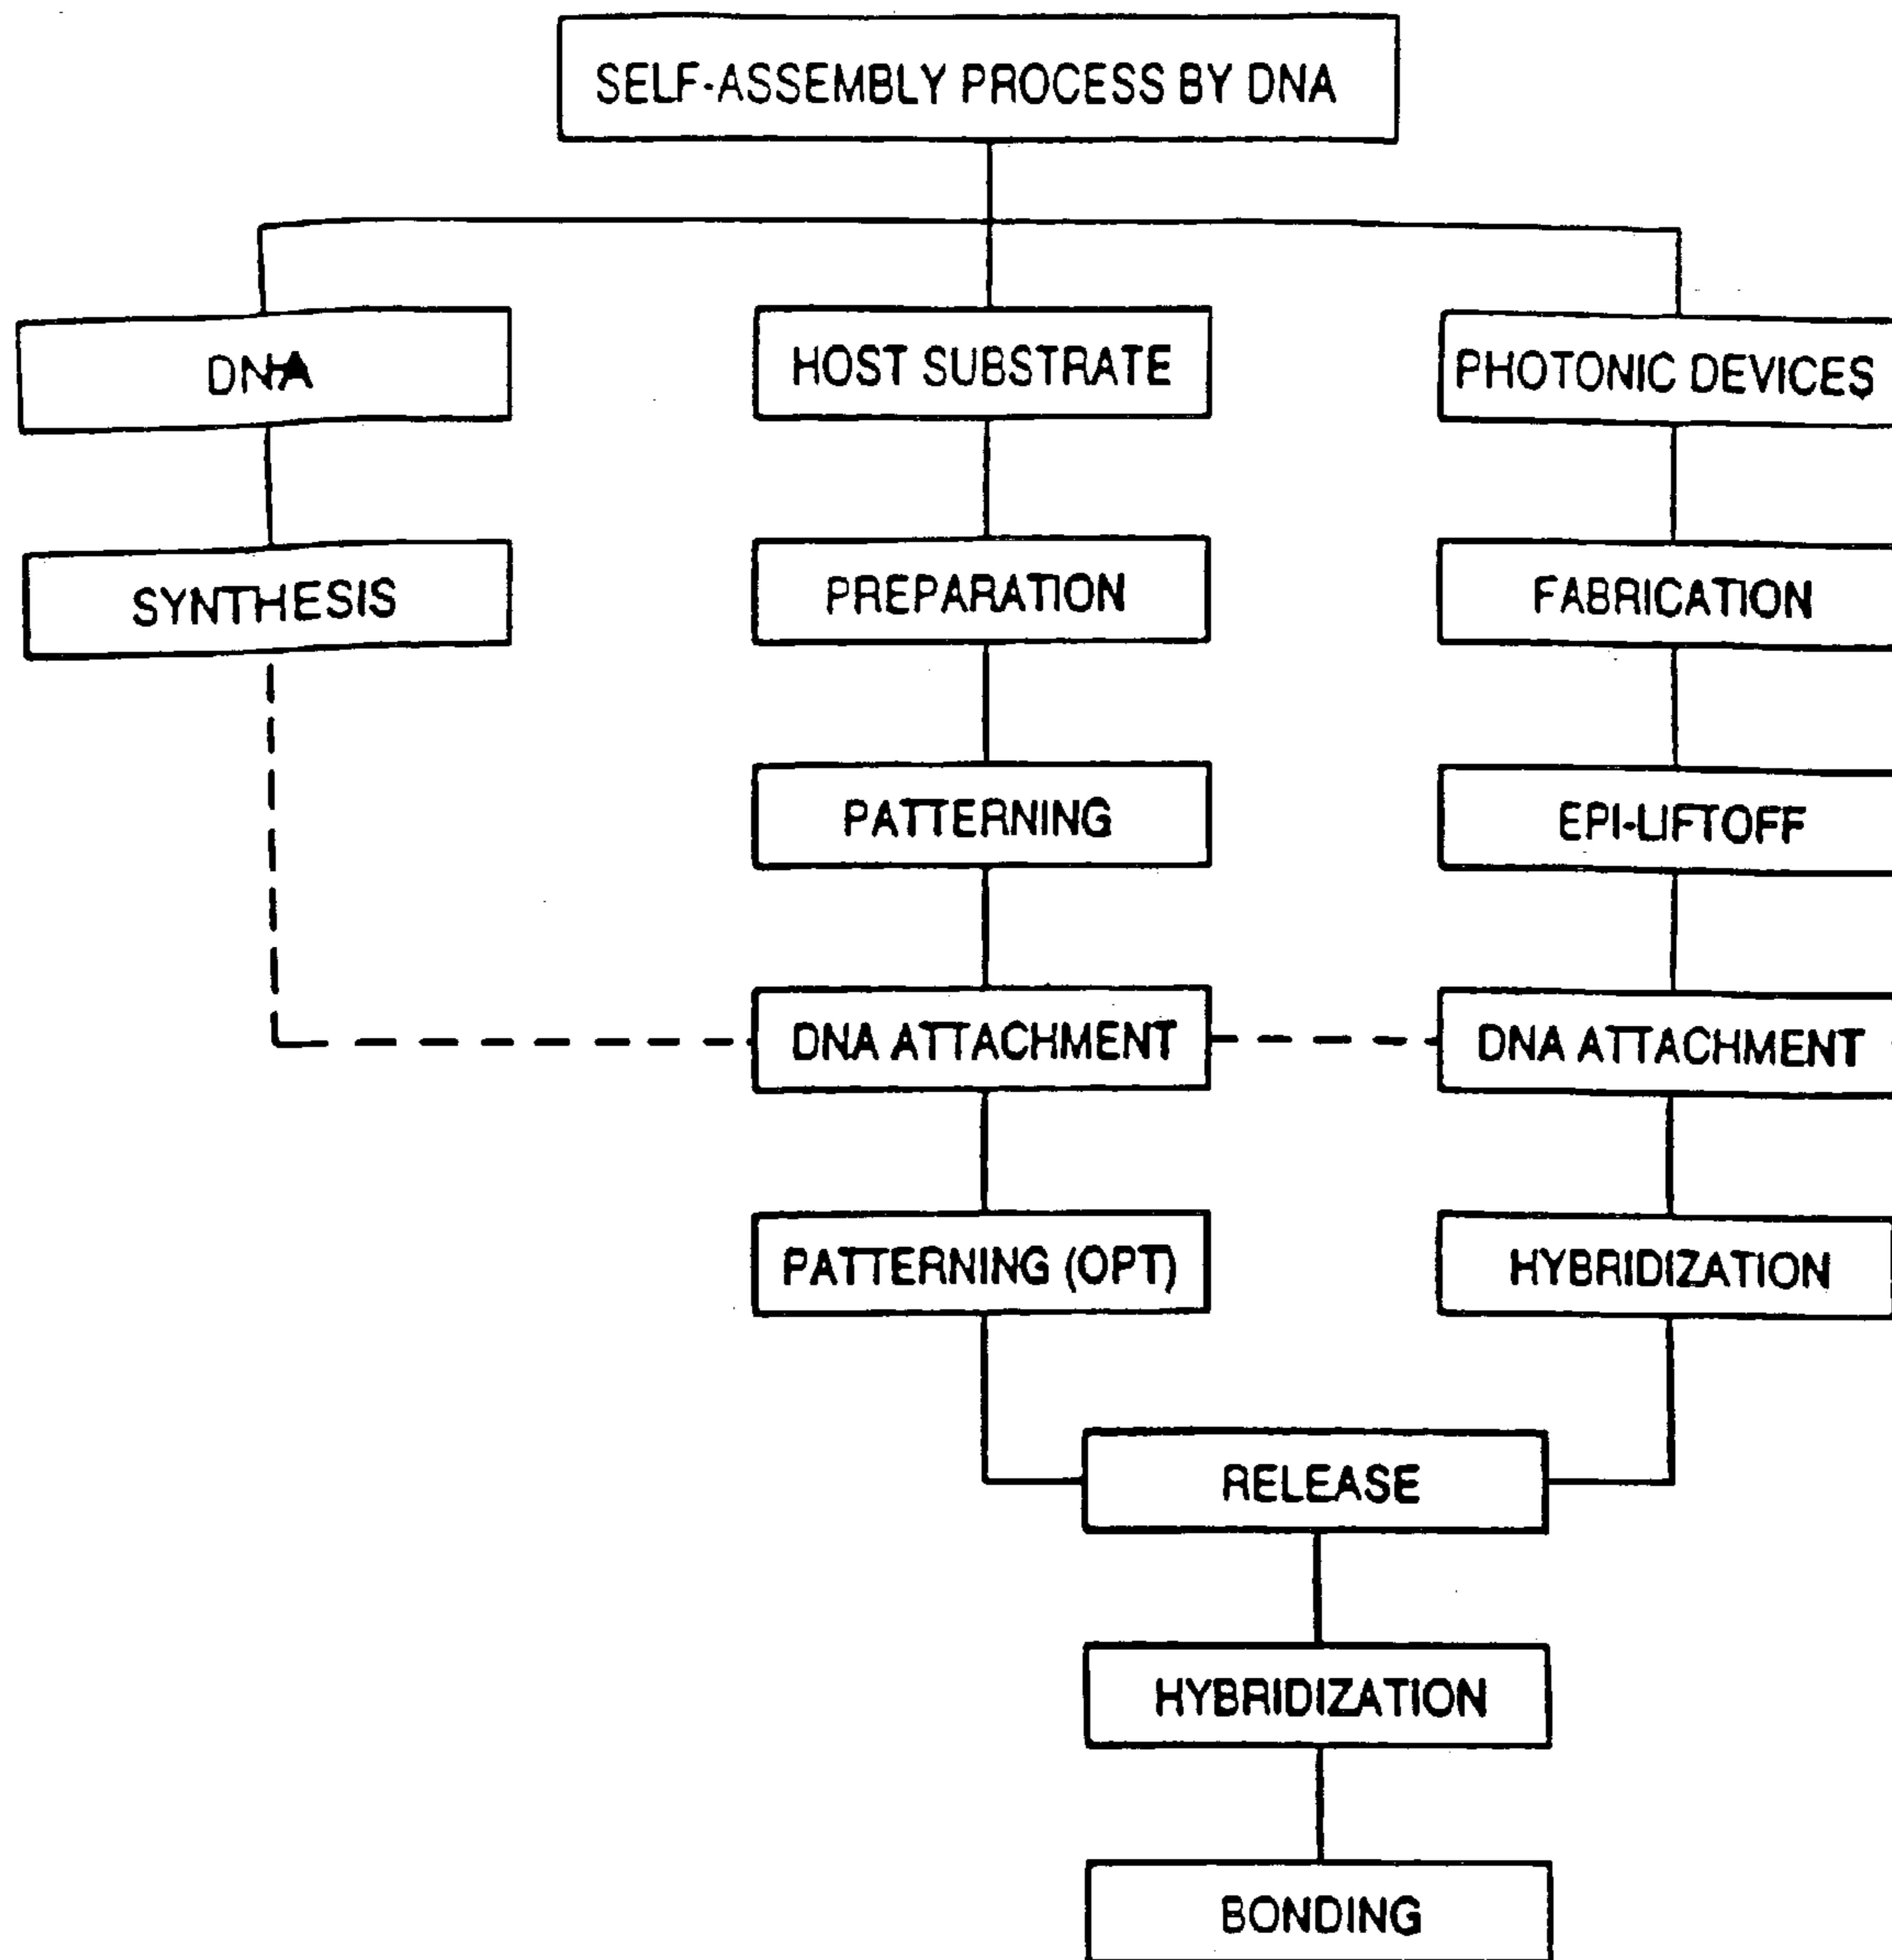 SELF-ASSEMBLY PROCESS BY DNA
DNA
HOST SUBSTRATE
PHOTONIC DEVICES
SYNTHESIS
PREPARATION
FABRICATION
PATTERNING
EPI-LIFTOFF
DNA ATTACHMENT
DNA ATTACHMENT
PATTERNING (OPT)
HYBRIDIZATION
RELEASE
HYBRIDIZATION
BONDING